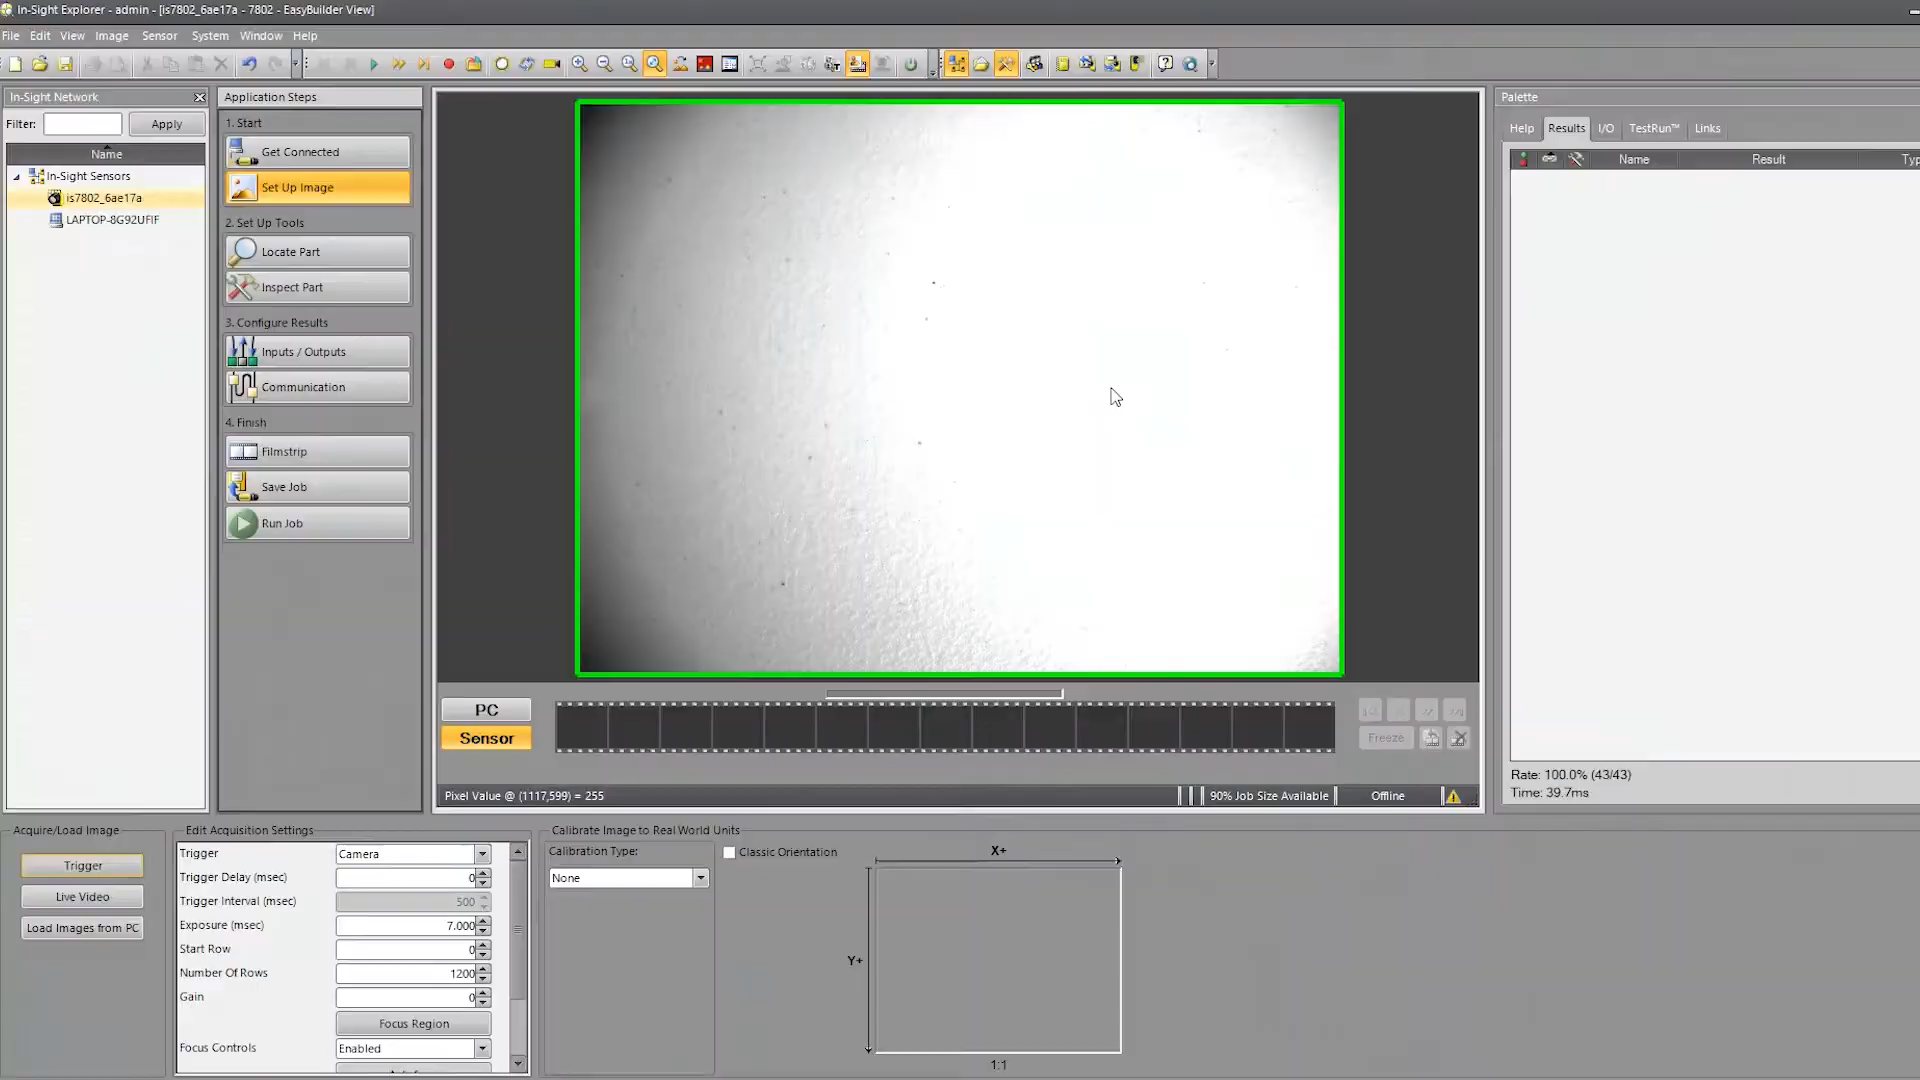 In-Sight Explorer - admin - [is7802_6ae17a - 7802 - EasyBuilder View]
File Edit View Image Sensor System Window Help
In-Sight Network
Filter:
Apply
Name
In-Sight Sensors
is7802_6ae17a
LAPTOP-8G92UFIF
Application Steps
1. Start
Get Connected
Set Up Image
2. Set Up Tools
Locate Part
Inspect Part
3. Configure Results
Inputs / Outputs
Communication
4. Finish
Filmstrip
Save Job
Run Job
PC
Sensor
Freeze
Pixel Value @ (1117,599) = 255
90% Job Size Available
Offline
Palette
Help Results I/O TestRun™ Links
Name Result
Rate: 100.0% (43/43)
Time: 39.7ms
Acquire/Load Image
Trigger
Live Video
Load Images from PC
Edit Acquisition Settings
Trigger Camera
Trigger Delay (msec) 0
Trigger Interval (msec) 500
Exposure (msec) 7.000
Start Row 0
Number Of Rows 1200
Gain 0
Focus Region
Focus Controls Enabled
Calibrate Image to Real World Units
Calibration Type:
None
Classic Orientation
X+
Y+
1:1